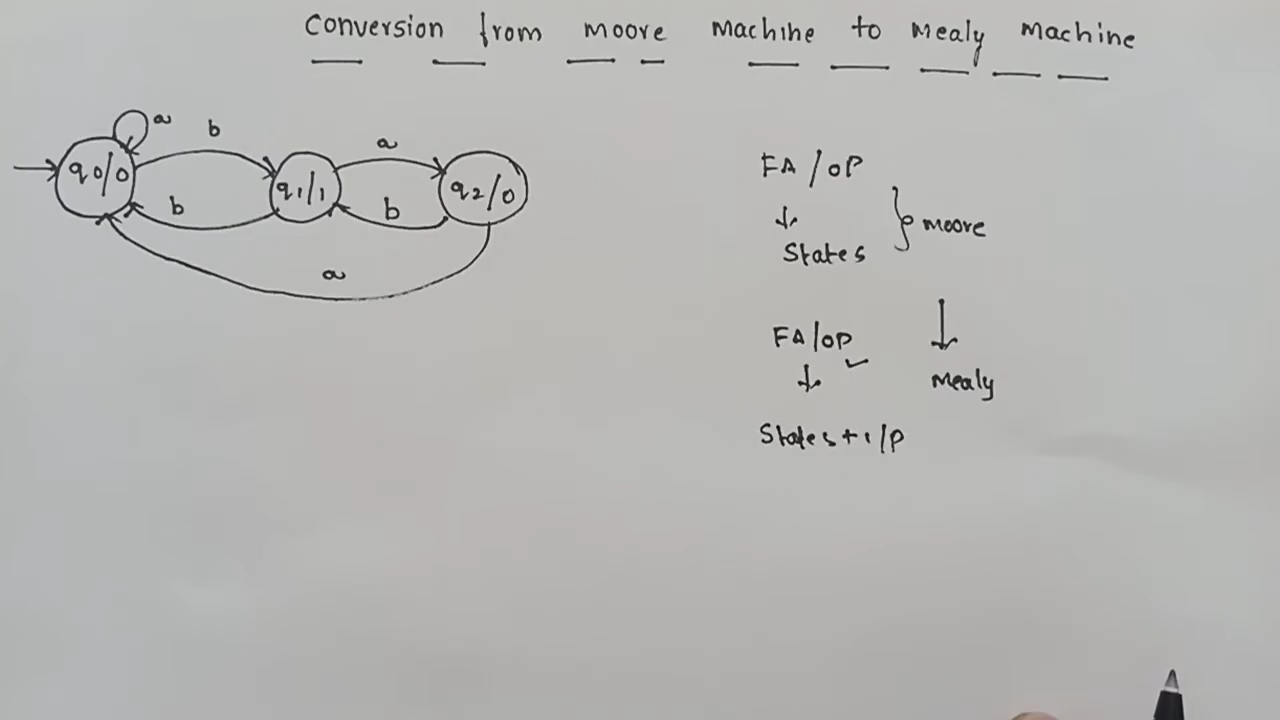 conversion from moore machine to mealy machine
a
b
a
q0/0
q1/1
q2/0
b
b
a
FA/OP
States
moore
FA/OP
mealy
States+i/p